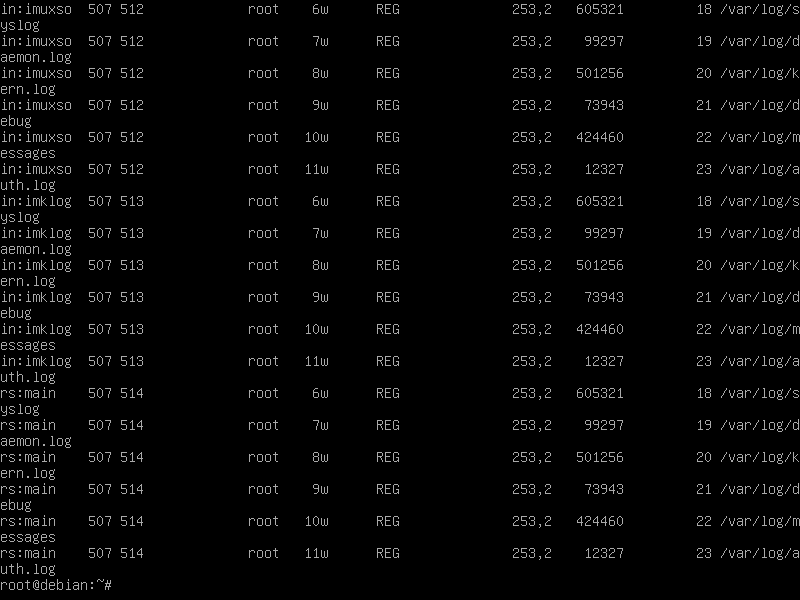 in:imuxso  507 512             root    6w      REG              253,2   605321         18 /var/log/s
yslog
in:imuxso  507 512             root    7w      REG              253,2    99297         19 /var/log/d
aemon.log
in:imuxso  507 512             root    8w      REG              253,2   501256         20 /var/log/k
ern.log
in:imuxso  507 512             root    9w      REG              253,2    73943         21 /var/log/d
ebug
in:imuxso  507 512             root   10w      REG              253,2   424460         22 /var/log/m
essages
in:imuxso  507 512             root   11w      REG              253,2    12327         23 /var/log/a
uth.log
in:imklog  507 513             root    6w      REG              253,2   605321         18 /var/log/s
yslog
in:imklog  507 513             root    7w      REG              253,2    99297         19 /var/log/d
aemon.log
in:imklog  507 513             root    8w      REG              253,2   501256         20 /var/log/k
ern.log
in:imklog  507 513             root    9w      REG              253,2    73943         21 /var/log/d
ebug
in:imklog  507 513             root   10w      REG              253,2   424460         22 /var/log/m
essages
in:imklog  507 513             root   11w      REG              253,2    12327         23 /var/log/a
uth.log
rs:main    507 514             root    6w      REG              253,2   605321         18 /var/log/s
yslog
rs:main    507 514             root    7w      REG              253,2    99297         19 /var/log/d
aemon.log
rs:main    507 514             root    8w      REG              253,2   501256         20 /var/log/k
ern.log
rs:main    507 514             root    9w      REG              253,2    73943         21 /var/log/d
ebug
rs:main    507 514             root   10w      REG              253,2   424460         22 /var/log/m
essages
rs:main    507 514             root   11w      REG              253,2    12327         23 /var/log/a
uth.log
root@debian:~#